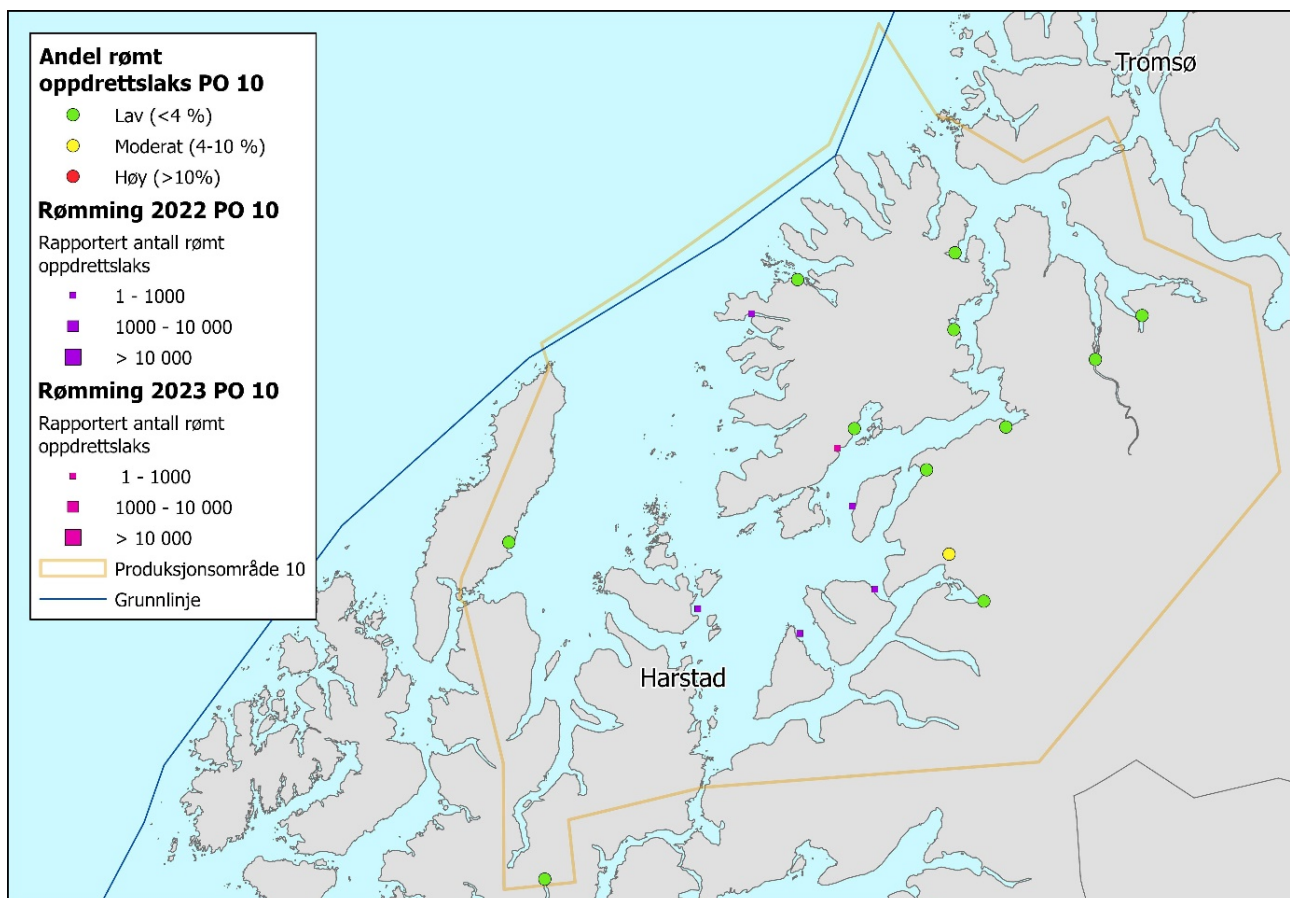 Andel rømt
oppdrettslaks PO 10
Lav (<4 %)
Moderat (4-10 %)
Høy (>10%)
Rømming 2022 PO 10
Rapportert antall rømt
oppdrettslaks
1 - 1000
1000 - 10 000
> 10 000
Rømming 2023 PO 10
Rapportert antall rømt
oppdrettslaks
1 - 1000
1000 - 10 000
> 10 000
Produksjonsområde 10
Grunnlinje
Tromsø
Harstad